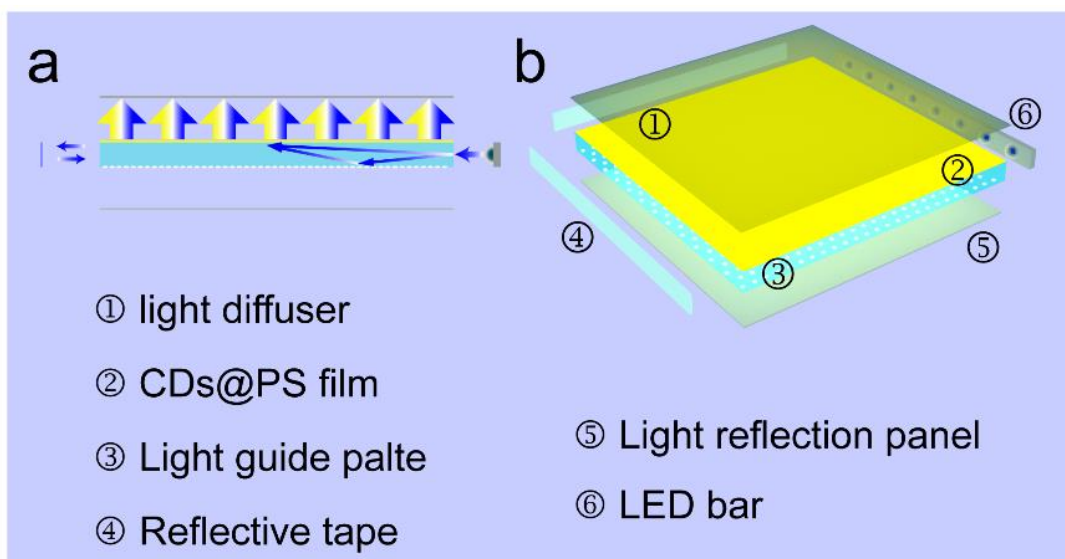 a
b
①
②
③
④
⑤
⑥
① light diffuser
② CDs@PS film
③ Light guide palte
④ Reflective tape
⑤ Light reflection panel
⑥ LED bar